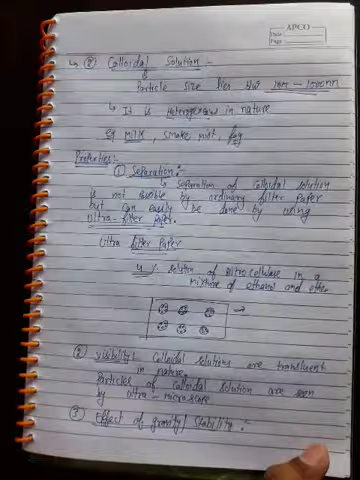 APCO
Date
Page
↳ ② Colloidal Solution :-
Particle size lies btw 1nm - 1000nm
↳ It is Heterogeneous in nature
Eg Milk, smoke mist, fog
Properties:-
① Separation:-
↳ Separation of colloidal solution
is not possible by ordinary filter paper
but can easily be done by using
Ultra-filter paper.
Ultra filter paper
4 % solution of Nitrocellulose in a
mixture of ethanol and ether
→
② Visibility: Colloidal solutions are translucent
in nature.
Particles of colloidal solution are seen
by ultra-microscope
③ Effect of gravity/ Stability :-